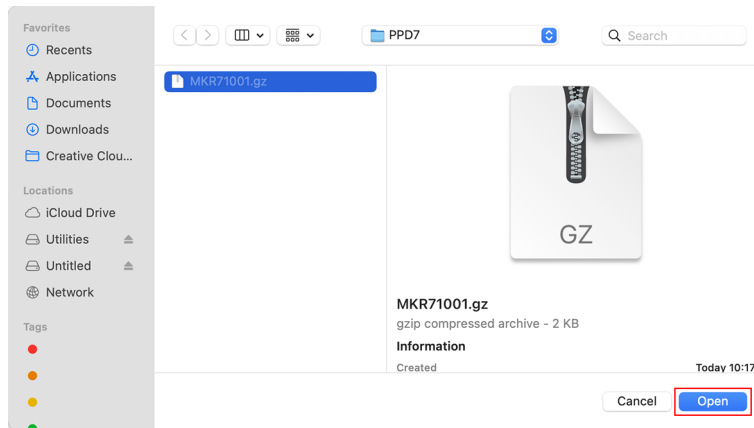 Favorites
Recents
Applications
Documents
Downloads
Creative Clou...
Locations
iCloud Drive
Utilities
Untitled
Network
Tags
PPD7
Search
MKR71001.gz
GZ
MKR71001.gz
gzip compressed archive - 2 KB
Information
Created Today 10:17
Cancel Open